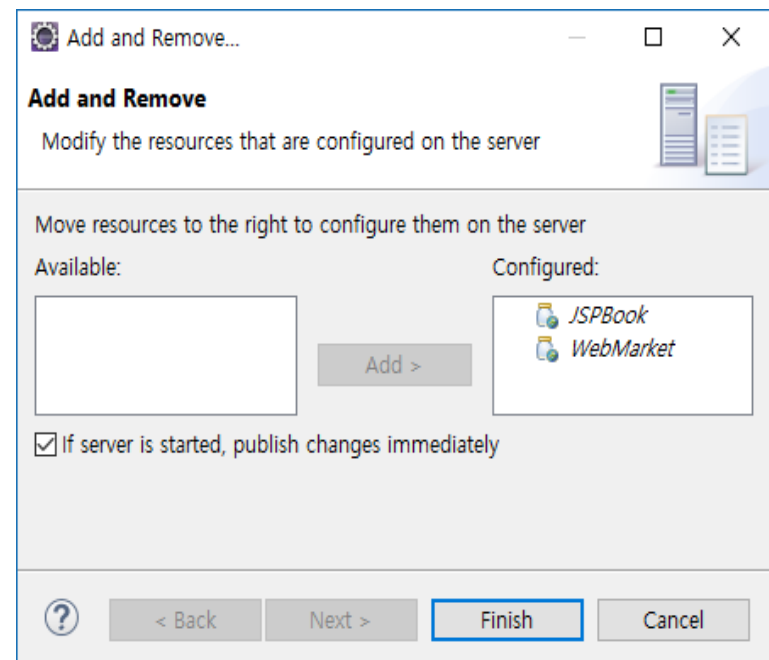 Add and Remove...
Add and Remove
Modify the resources that are configured on the server
Move resources to the right to configure them on the server
Available:
Configured:
JSPBook
WebMarket
Add >
If server is started, publish changes immediately
?
< Back
Next >
Finish
Cancel